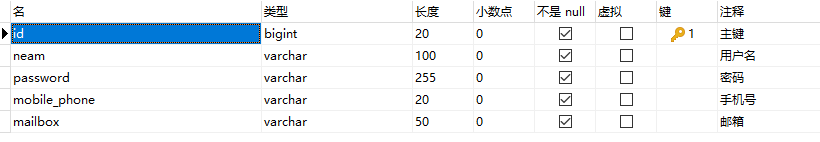 名 类型 长度 小数点 不是 null 虚拟 键 注释
id bigint 20 0 1 主键
neam varchar 100 0 用户名
password varchar 255 0 密码
mobile_phone varchar 20 0 手机号
mailbox varchar 50 0 邮箱